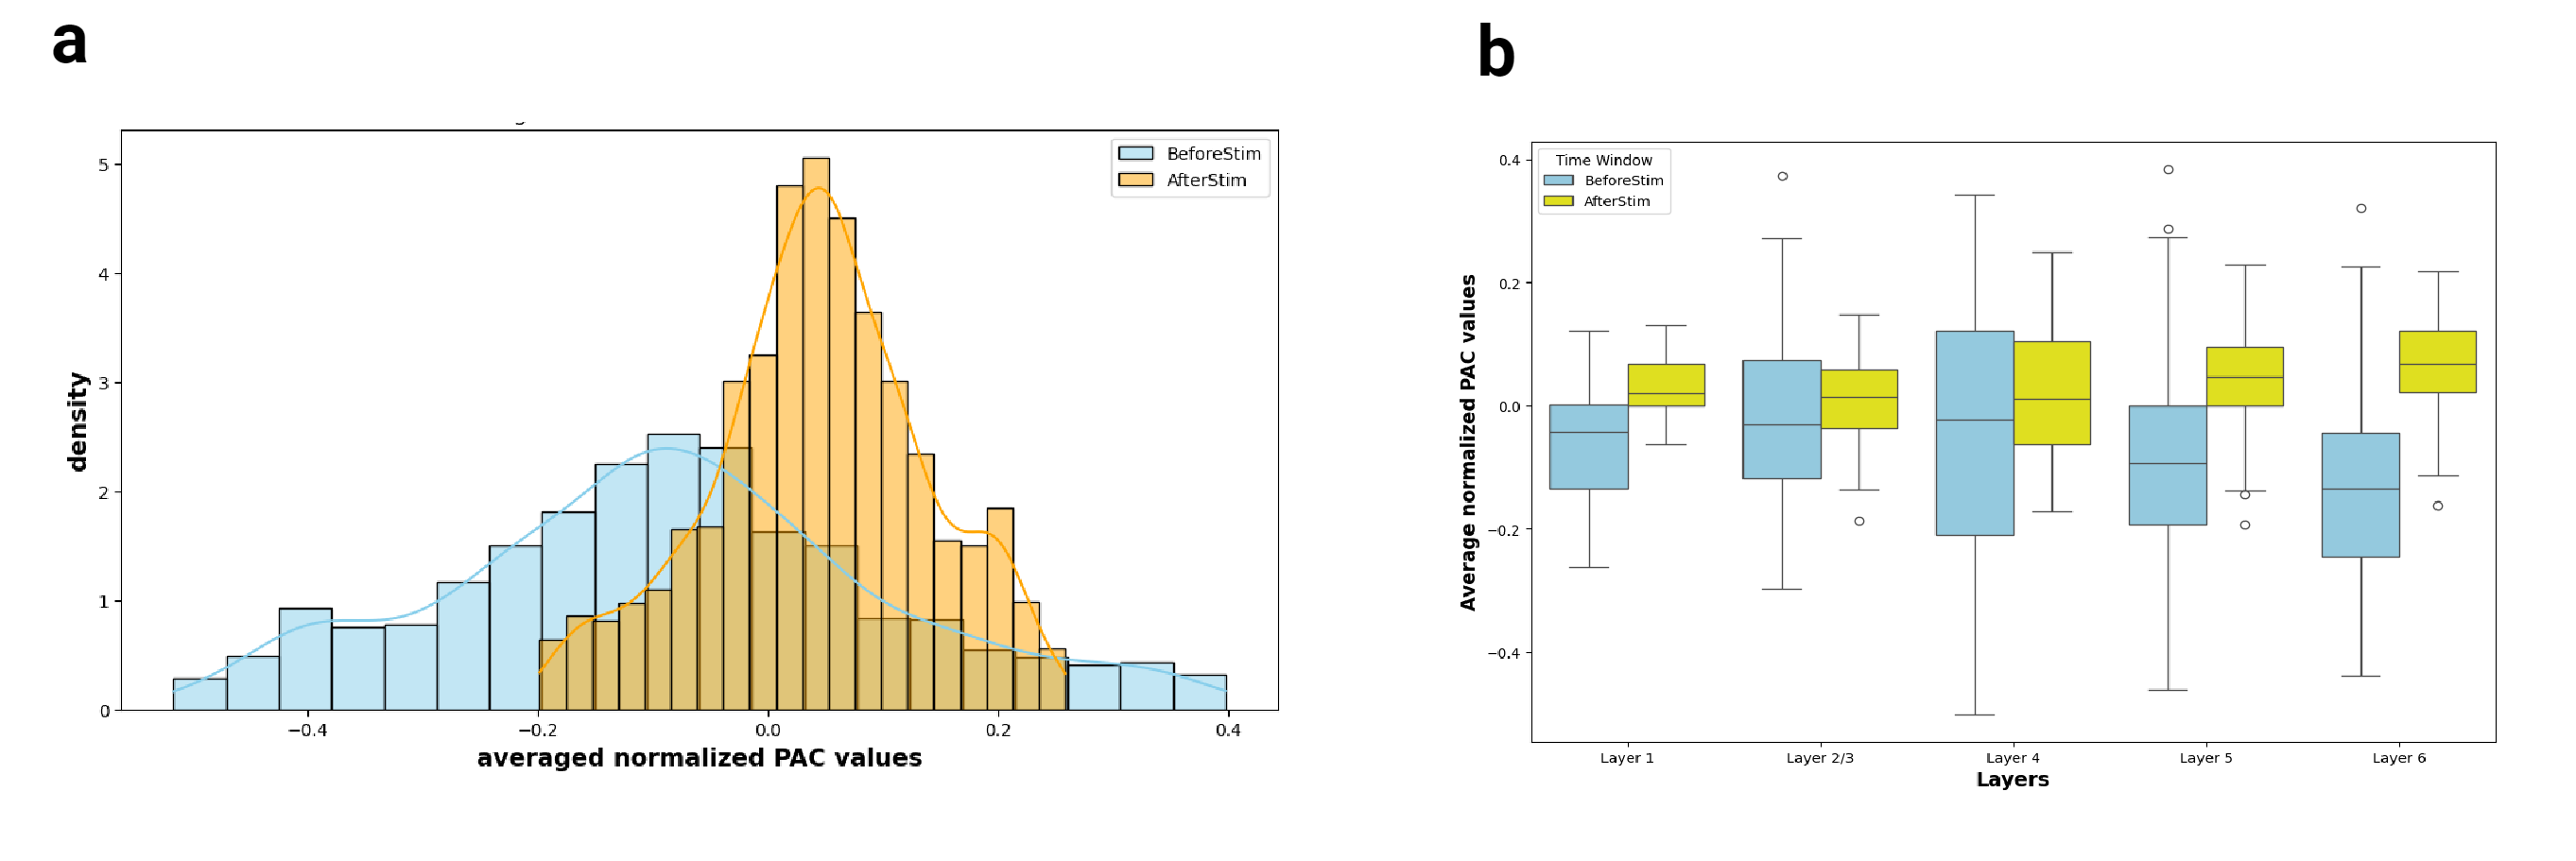 a
b
BeforeStim
AfterStim
5
4
3
2
1
0
density
−0.4
−0.2
0.0
0.2
0.4
averaged normalized PAC values
Time Window
BeforeStim
AfterStim
0.4
0.2
0.0
−0.2
−0.4
Average normalized PAC values
Layer 1
Layer 2/3
Layer 4
Layer 5
Layer 6
Layers